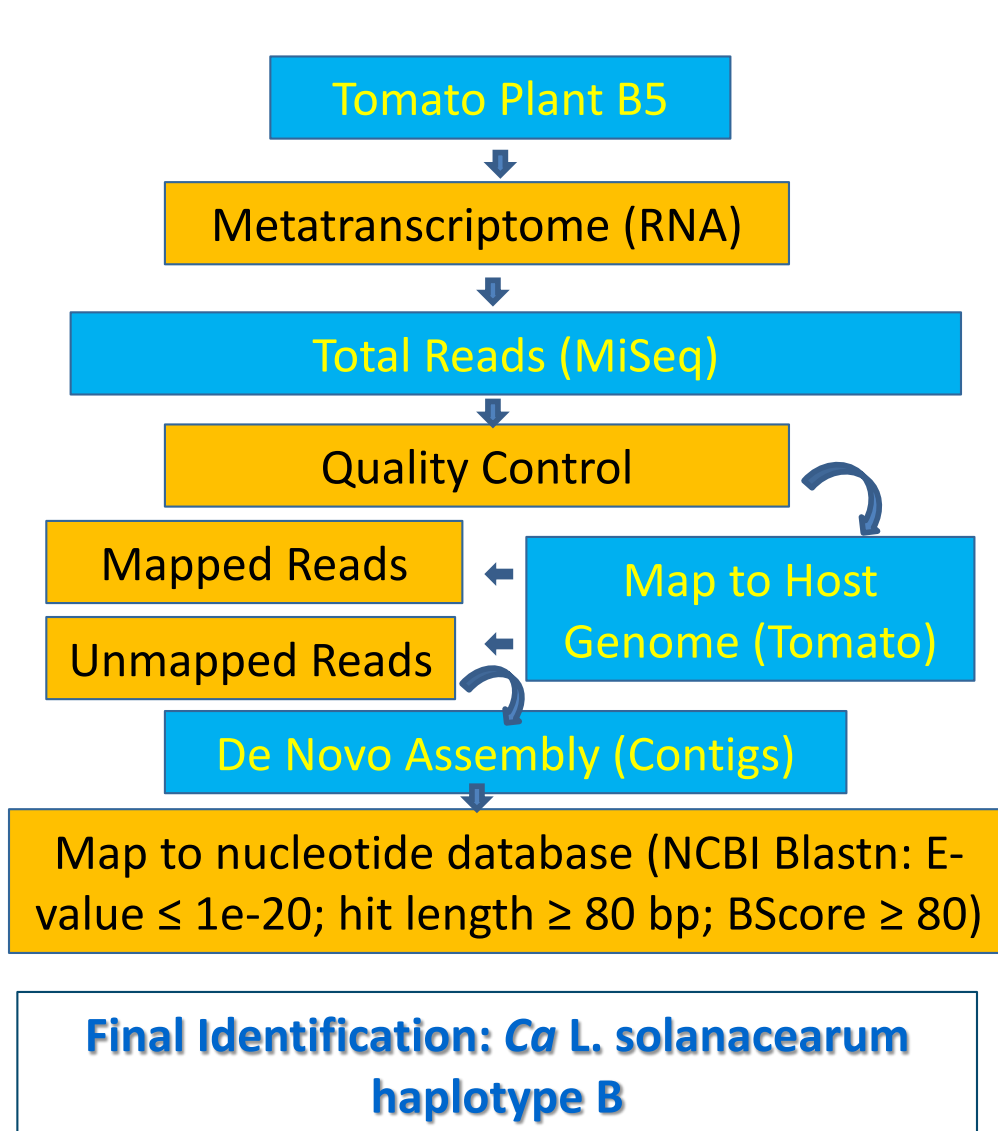 Tomato Plant B5
Metatranscriptome (RNA)
Total Reads (MiSeq)
Quality Control
Mapped Reads
Map to Host
Genome (Tomato)
Unmapped Reads
De Novo Assembly (Contigs)
Map to nucleotide database (NCBI Blastn: E-
value ≤ 1e-20; hit length ≥ 80 bp; BScore ≥ 80)
Final Identification: Ca L. solanacearum
haplotype B